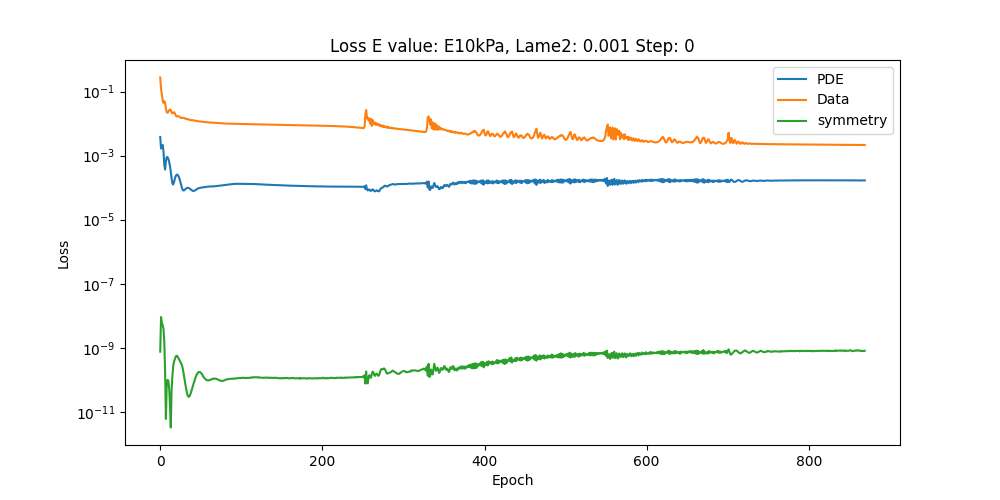 Loss E value: E10kPa, Lame2: 0.001 Step: 0
PDE
Data
symmetry
10⁻¹
10⁻³
10⁻⁵
10⁻⁷
10⁻⁹
10⁻¹¹
Loss
0 200 400 600 800
Epoch